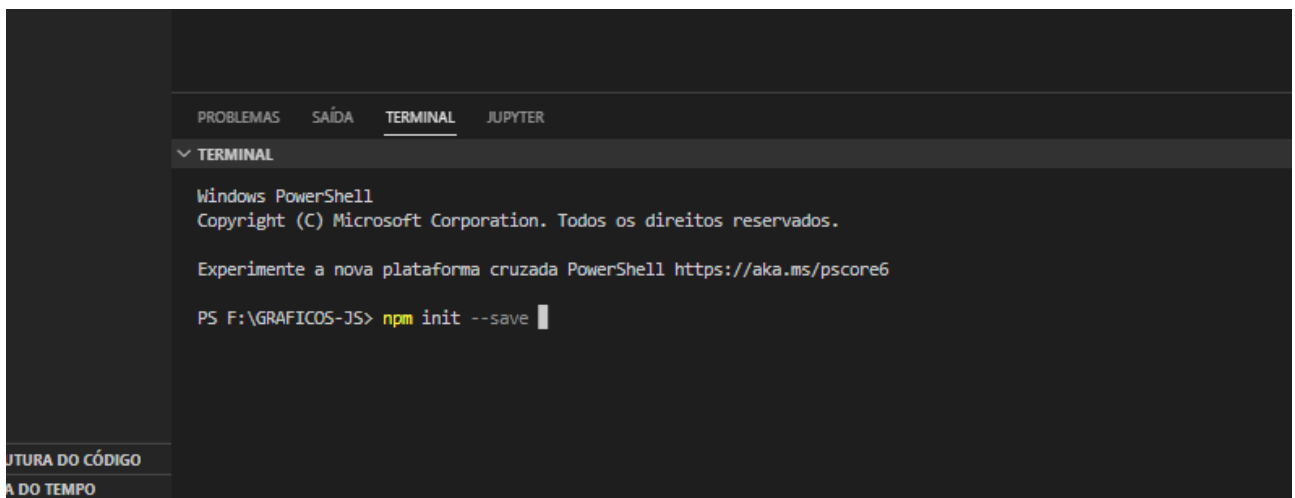 PROBLEMAS SAÍDA TERMINAL JUPYTER
TERMINAL
Windows PowerShell
Copyright (C) Microsoft Corporation. Todos os direitos reservados.
Experimente a nova plataforma cruzada PowerShell https://aka.ms/pscore6
PS F:\GRAFICOS-JS> npm init --save
UTURA DO CÓDIGO
A DO TEMPO